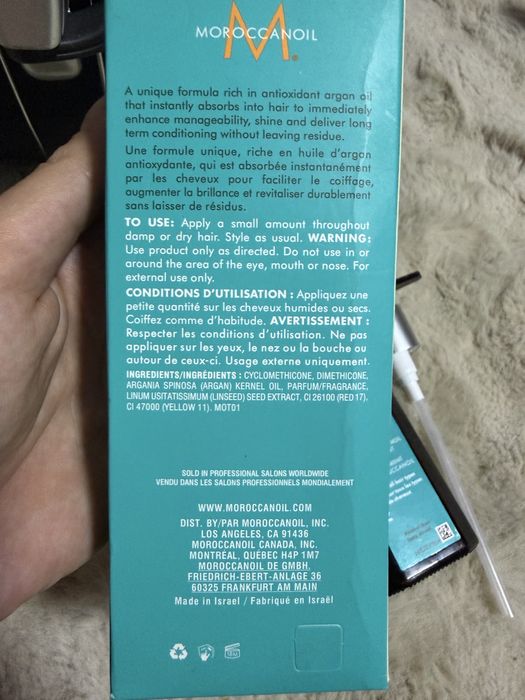 MOROCCANOIL
A unique formula rich in antioxidant argan oil
that instantly absorbs into hair to immediately
enhance manageability, shine and deliver long
term conditioning without leaving residue.
Une formule unique, riche en huile d'argan
antioxydante, qui est absorbée instantanément
par les cheveux pour faciliter le coiffage,
augmenter la brillance et revitaliser durablement
sans laisser de résidus.
TO USE: Apply a small amount throughout
damp or dry hair. Style as usual. WARNING:
Use product only as directed. Do not use in or
around the area of the eye, mouth or nose. For
external use only.
CONDITIONS D'UTILISATION : Appliquez une
petite quantité sur les cheveux humides ou secs.
Coiffez comme d'habitude. AVERTISSEMENT :
Respecter les conditions d'utilisation. Ne pas
appliquer sur les yeux, le nez ou la bouche ou
autour de ceux-ci. Usage externe uniquement.
INGREDIENTS/INGRÉDIENTS : CYCLOMETHICONE, DIMETHICONE,
ARGANIA SPINOSA (ARGAN) KERNEL OIL, PARFUM/FRAGRANCE,
LINUM USITATISSIMUM (LINSEED) SEED EXTRACT, CI 26100 (RED 17),
CI 47000 (YELLOW 11). MOT01
SOLD IN PROFESSIONAL SALONS WORLDWIDE
VENDU DANS LES SALONS PROFESSIONNELS MONDIALEMENT
WWW.MOROCCANOIL.COM
DIST. BY/PAR MOROCCANOIL, INC.
LOS ANGELES, CA 91436
MOROCCANOIL CANADA, INC.
MONTRÉAL, QUÉBEC H4P 1M7
MOROCCANOIL DE GMBH,
FRIEDRICH-EBERT-ANLAGE 36
60325 FRANKFURT AM MAIN
Made in Israel / Fabriqué en Israël